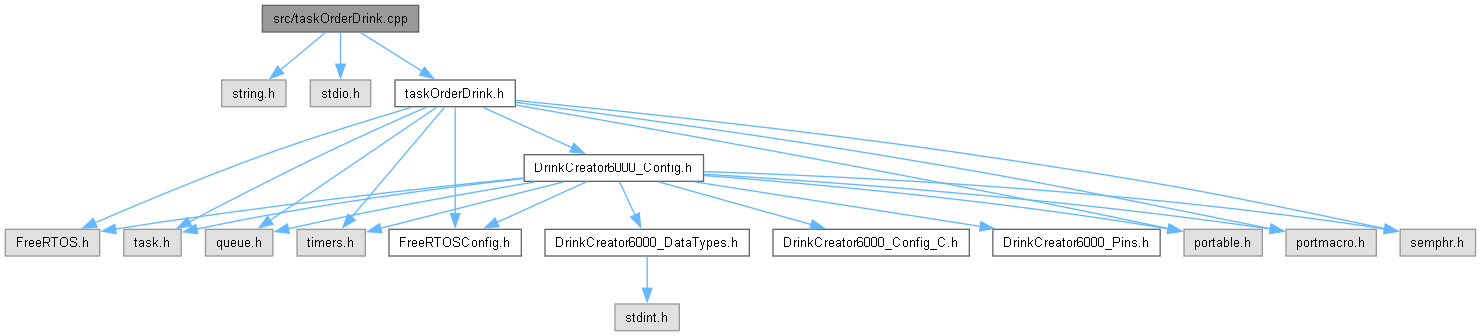 src/taskOrderDrink.cpp
string.h
stdio.h
taskOrderDrink.h
DrinkCreator6000_Config.h
FreeRTOS.h
task.h
queue.h
timers.h
FreeRTOSConfig.h
DrinkCreator6000_DataTypes.h
DrinkCreator6000_Config_C.h
DrinkCreator6000_Pins.h
portable.h
portmacro.h
semphr.h
stdint.h